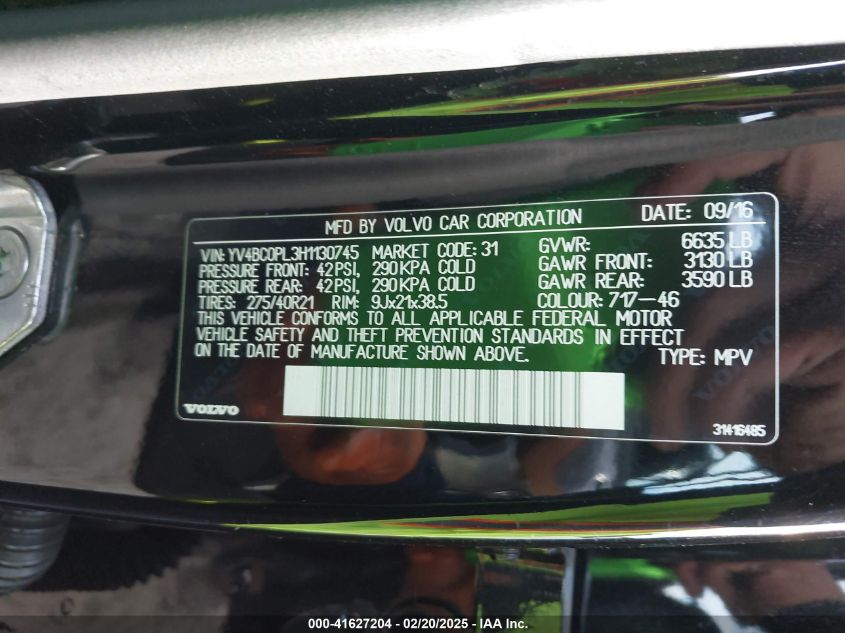 MFD BY VOLVO CAR CORPORATION DATE: 09/16
VIN: YV4BC0PL3H1130745 MARKET CODE: 31 GVWR: 6635 LB
PRESSURE FRONT: 42 PSI, 290 KPA COLD GAWR FRONT: 3130 LB
PRESSURE REAR: 42 PSI, 290 KPA COLD GAWR REAR: 3590 LB
TIRES: 275/40R21 RIM: 9Jx21x38.5 COLOUR: 717-46
THIS VEHICLE CONFORMS TO ALL APPLICABLE FEDERAL MOTOR
VEHICLE SAFETY AND THEFT PREVENTION STANDARDS IN EFFECT
ON THE DATE OF MANUFACTURE SHOWN ABOVE. TYPE: MPV
VOLVO
31416485
000-41627204 - 02/20/2025 - IAA Inc.